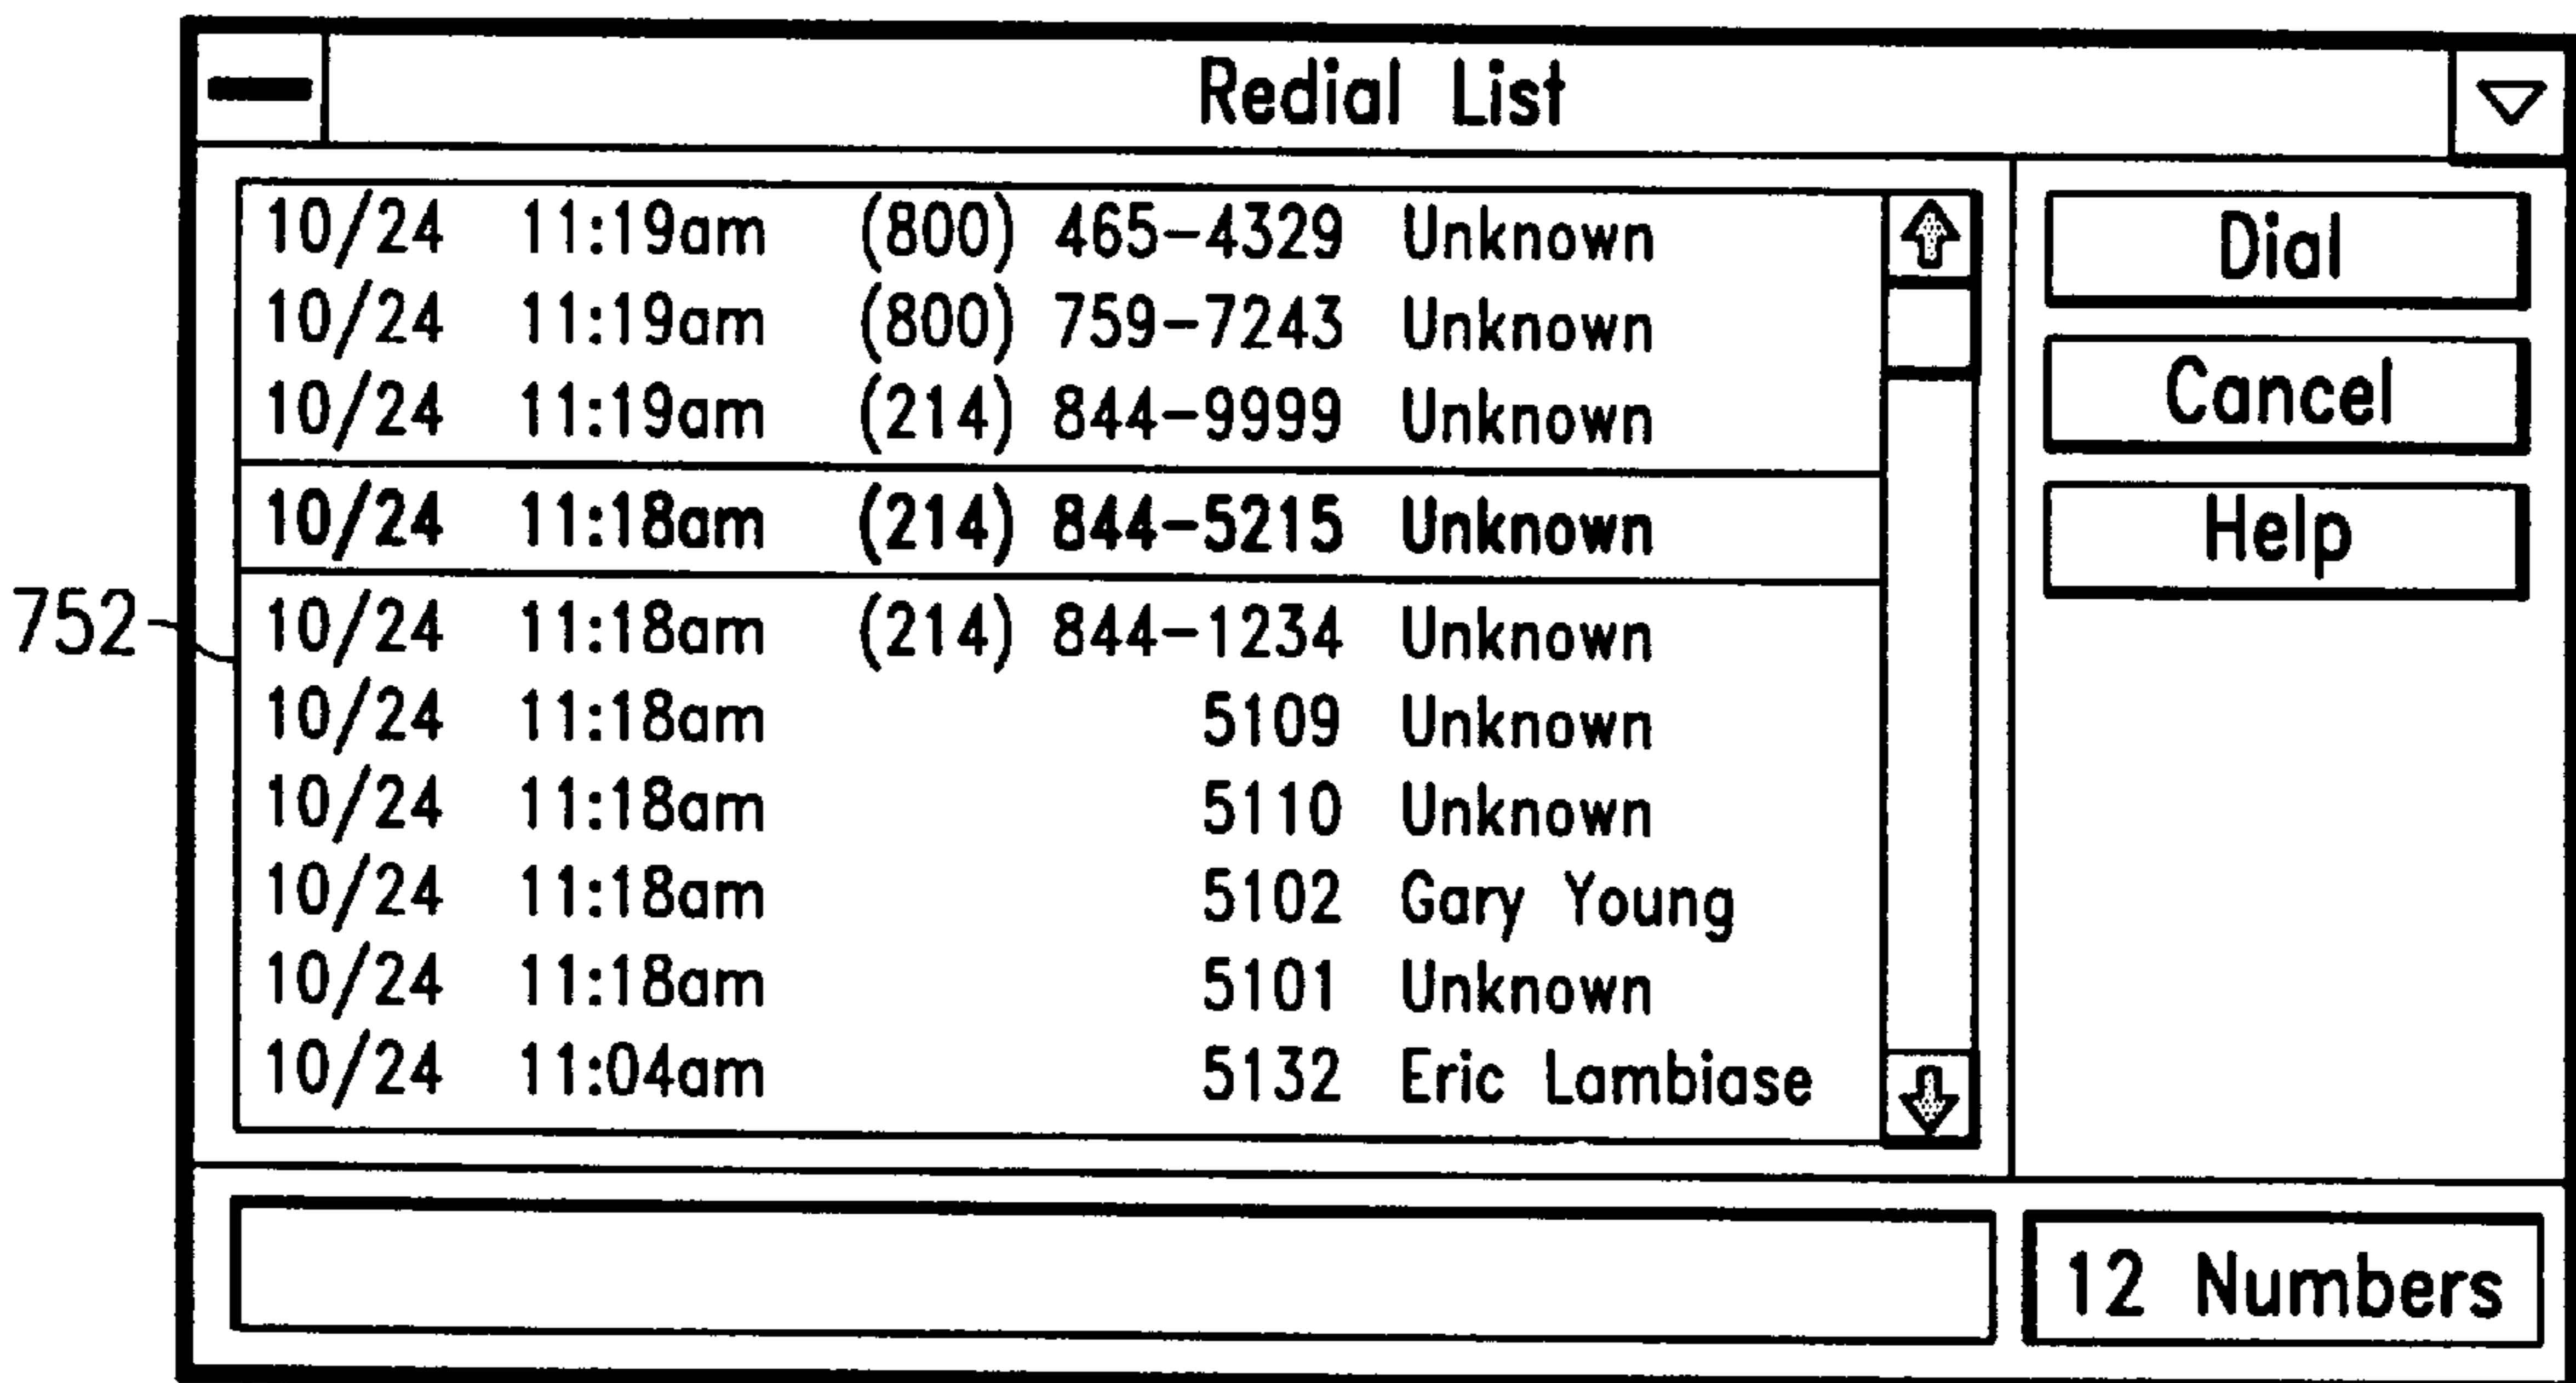 Redial List
10/24 11:19am (800) 465-4329 Unknown
10/24 11:19am (800) 759-7243 Unknown
10/24 11:19am (214) 844-9999 Unknown
10/24 11:18am (214) 844-5215 Unknown
10/24 11:18am (214) 844-1234 Unknown
10/24 11:18am 5109 Unknown
10/24 11:18am 5110 Unknown
10/24 11:18am 5102 Gary Young
10/24 11:18am 5101 Unknown
10/24 11:04am 5132 Eric Lambiase
Dial
Cancel
Help
752
12 Numbers